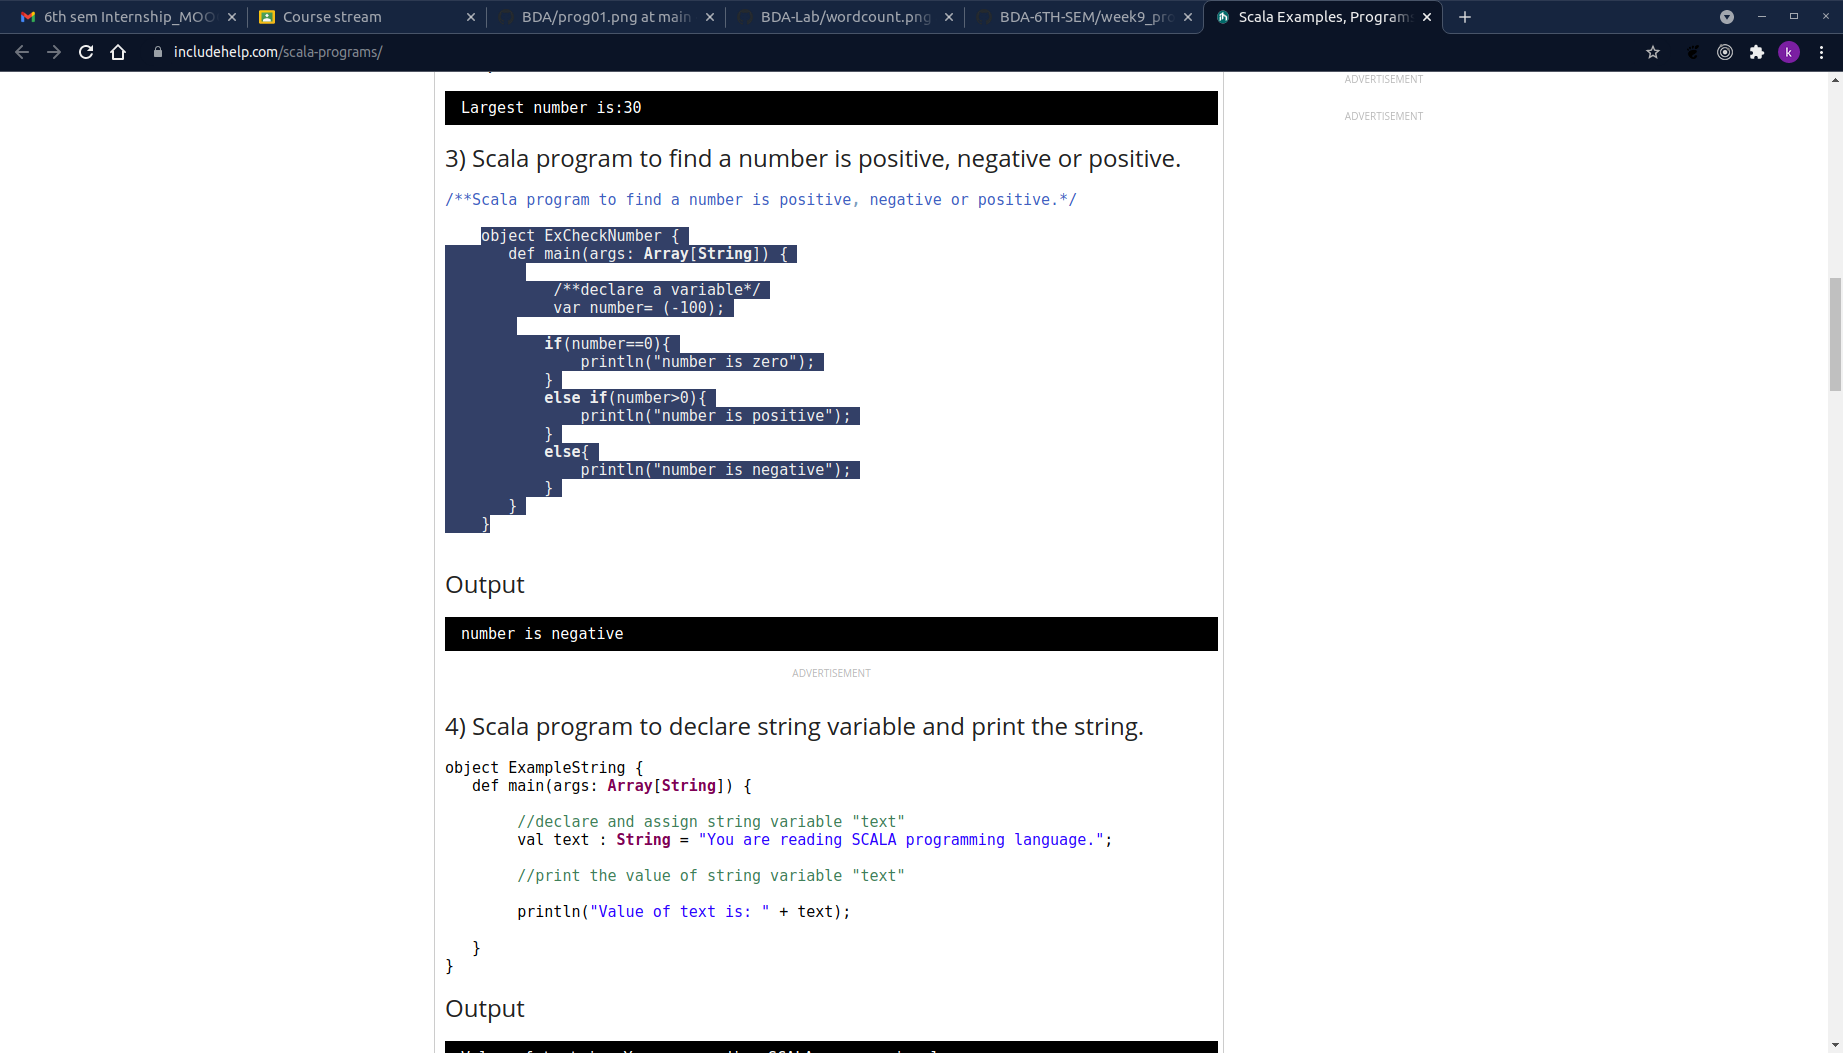 6th sem Internship_MOO
Course stream
BDA/prog01.png at main
BDA-Lab/wordcount.png
BDA-6TH-SEM/week9_pro
Scala Examples, Program
includehelp.com/scala-programs/
k
ADVERTISEMENT
ADVERTISEMENT
Largest number is:30
3) Scala program to find a number is positive, negative or positive.
/**Scala program to find a number is positive, negative or positive.*/
object ExCheckNumber {
def main(args: Array[String]) {
/**declare a variable*/
var number= (-100);
if(number==0){
println("number is zero");
}
else if(number>0){
println("number is positive");
}
else{
println("number is negative");
}
}
}
Output
number is negative
ADVERTISEMENT
4) Scala program to declare string variable and print the string.
object ExampleString {
def main(args: Array[String]) {
//declare and assign string variable "text"
val text : String = "You are reading SCALA programming language.";
//print the value of string variable "text"
println("Value of text is: " + text);
}
}
Output